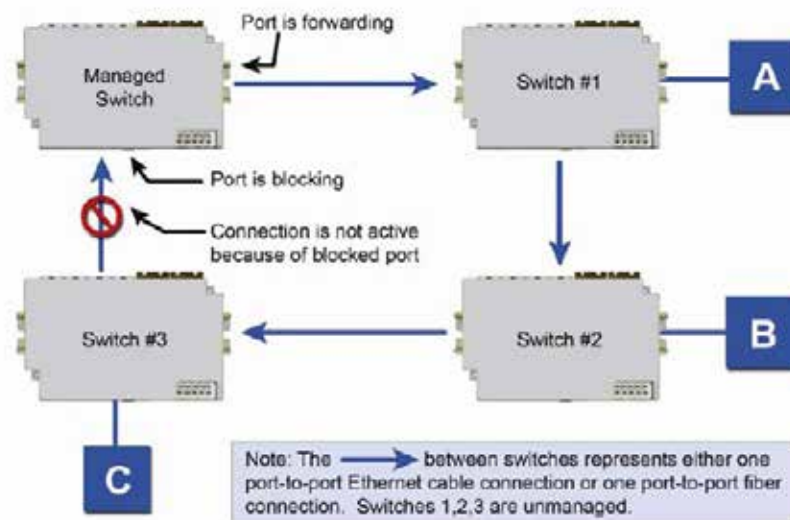 Port is forwarding
Managed
Switch
Switch #1
A
Port is blocking
Connection is not active
because of blocked port
Switch #3
Switch #2
B
C
Note: The between switches represents either one
port-to-port Ethernet cable connection or one port-to-port fiber
connection. Switches 1,2,3 are unmanaged.